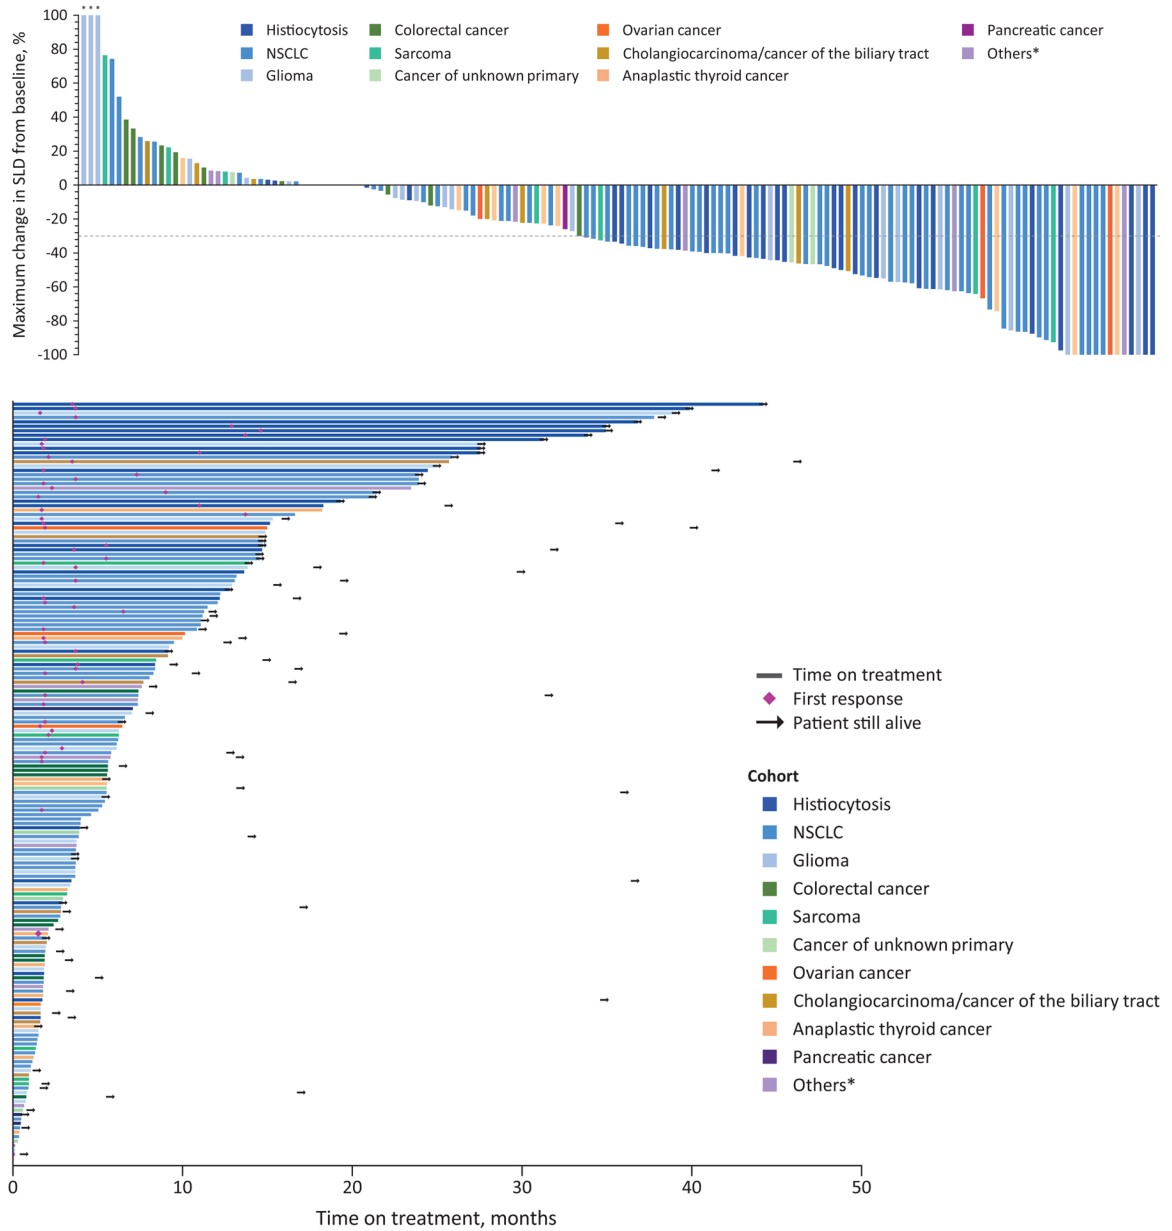 * * *
Maximum change in SLD from baseline, %
100
80
60
40
20
0
-20
-40
-60
-80
-100
Histiocytosis
NSCLC
Glioma
Colorectal cancer
Sarcoma
Cancer of unknown primary
Ovarian cancer
Cholangiocarcinoma/cancer of the biliary tract
Anaplastic thyroid cancer
Pancreatic cancer
Others*
Time on treatment
First response
Patient still alive
Cohort
Histiocytosis
NSCLC
Glioma
Colorectal cancer
Sarcoma
Cancer of unknown primary
Ovarian cancer
Cholangiocarcinoma/cancer of the biliary tract
Anaplastic thyroid cancer
Pancreatic cancer
Others*
0 10 20 30 40 50
Time on treatment, months